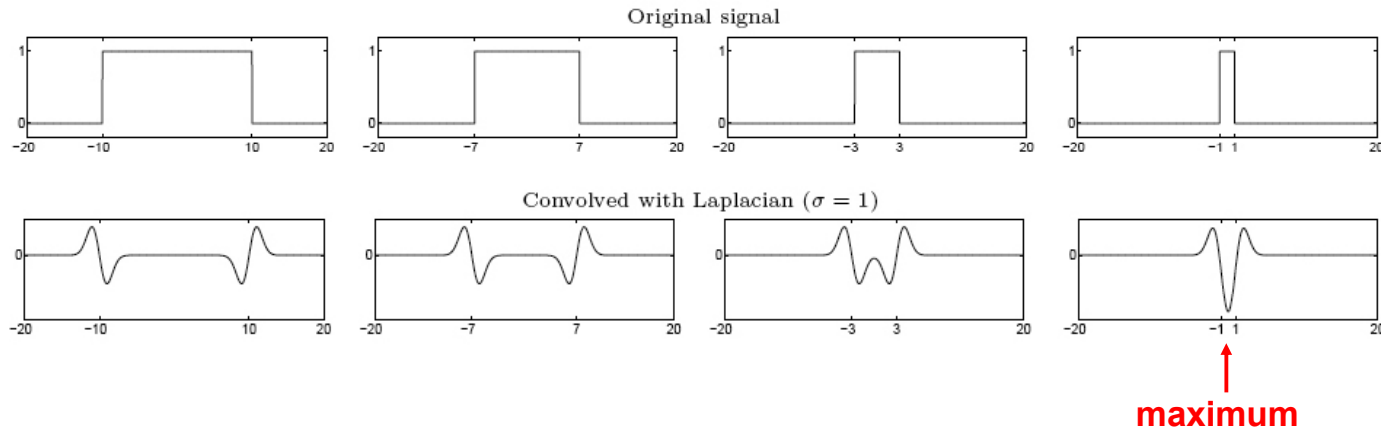 Original signal
1 1 1 1
0 0 0 0
−20 −10 10 20 −20 −7 7 20 −20 −3 3 20 −20 −1 1 20
Convolved with Laplacian (σ = 1)
0 0 0 0
−20 −10 10 20 −20 −7 7 20 −20 −3 3 20 −20 −1 1 20
maximum